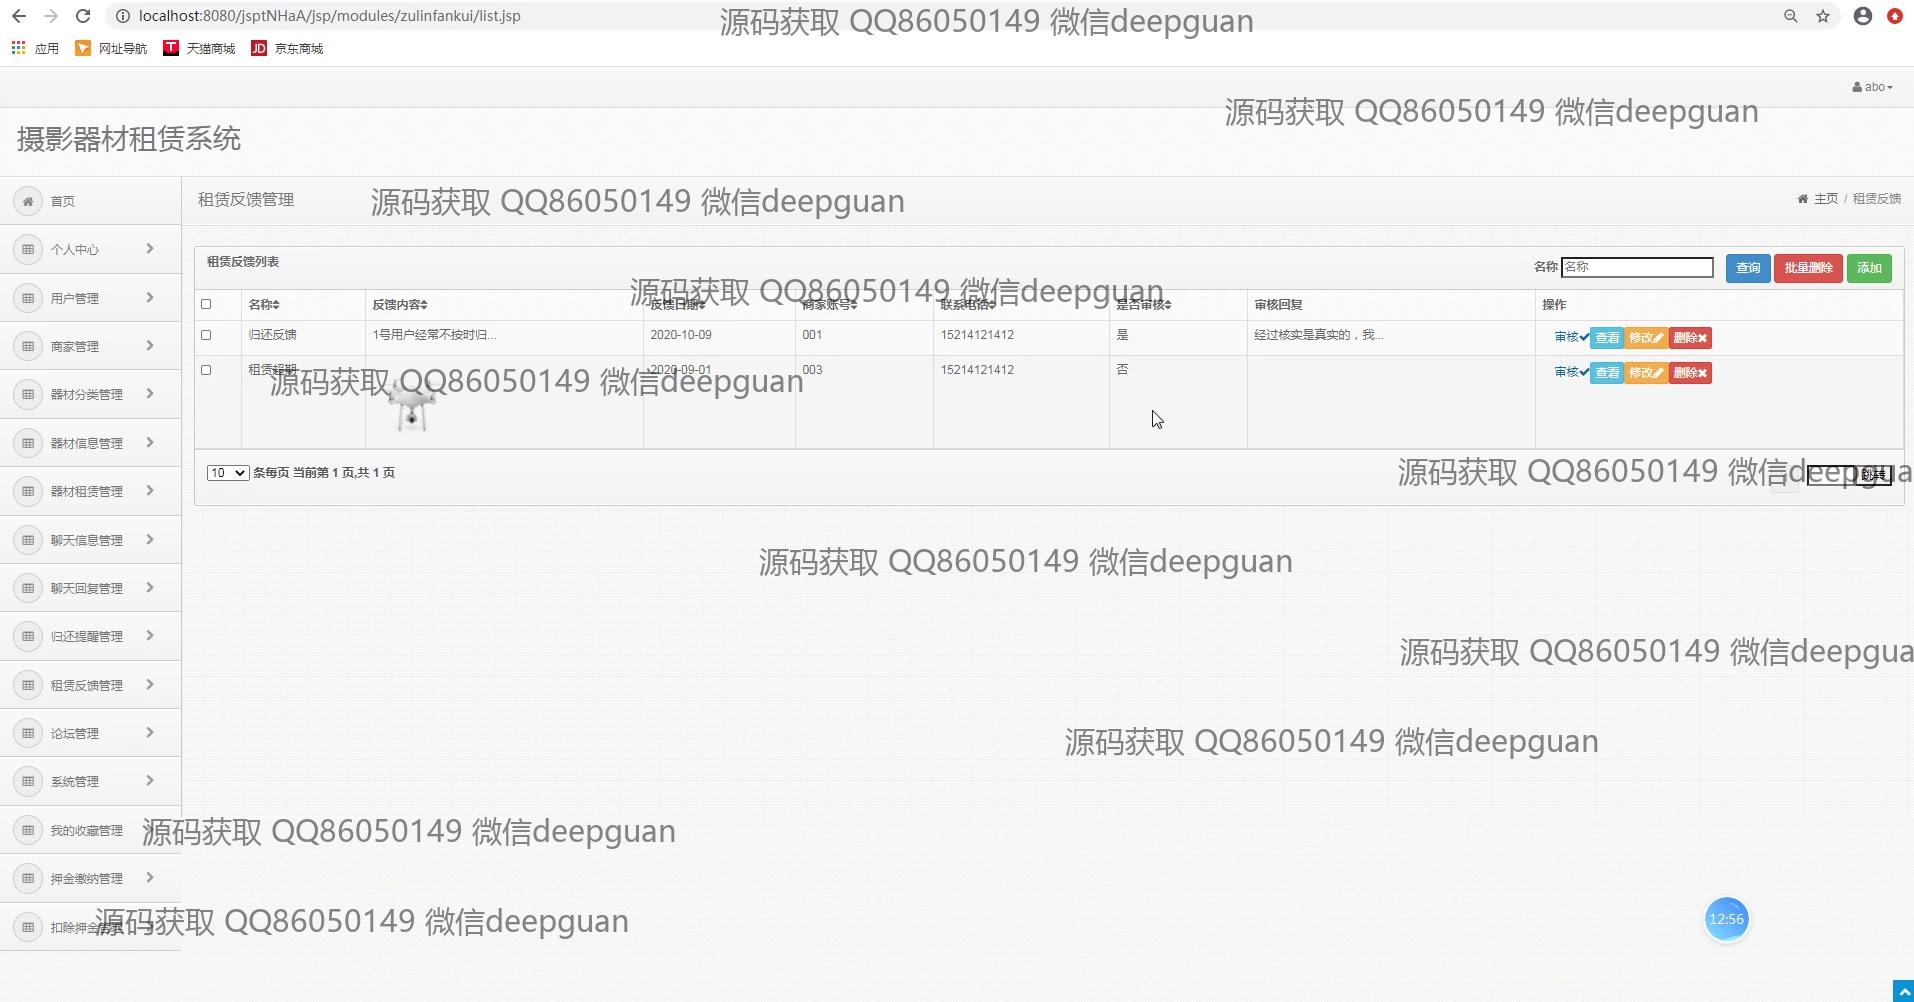 localhost:8080/jsptNHaA/jsp/modules/zulinfankui/list.jsp
源码获取 QQ86050149 微信deepguan
应用 网址导航 天猫商城 京东商城
abo
源码获取 QQ86050149 微信deepguan
摄影器材租赁系统
首页
个人中心
用户管理
商家管理
器材分类管理
器材信息管理
器材租赁管理
聊天信息管理
聊天回复管理
归还提醒管理
租赁反馈管理
论坛管理
系统管理
我的收藏管理
押金缴纳管理
扣除押金管理
租赁反馈管理
源码获取 QQ86050149 微信deepguan
主页 / 租赁反馈
租赁反馈列表
名称 名称 查询 批量删除 添加
源码获取 QQ86050149 微信deepguan
名称 反馈内容 反馈日期 商家账号 联系电话 是否审核 审核回复 操作
归还反馈 1号用户经常不按时归... 2020-10-09 001 15214121412 是 经过核实是真实的，我... 审核 查看 修改 删除
租赁超期 2020-09-01 003 15214121412 否 审核 查看 修改 删除
源码获取 QQ86050149 微信deepguan
10 条每页 当前第 1 页,共 1 页
跳转
源码获取 QQ86050149 微信deepgua
源码获取 QQ86050149 微信deepguan
源码获取 QQ86050149 微信deepgua
源码获取 QQ86050149 微信deepguan
源码获取 QQ86050149 微信deepguan
源码获取 QQ86050149 微信deepguan
12:56